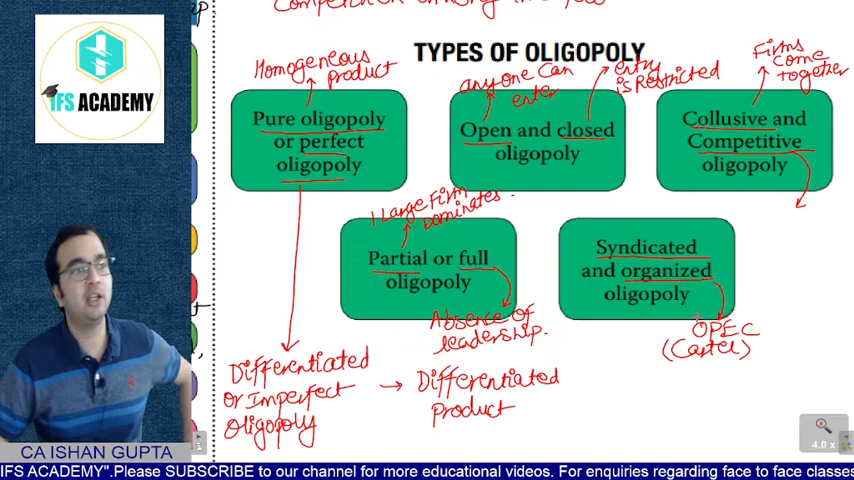 IFS ACADEMY
TYPES OF OLIGOPOLY
Homogeneous
Product
Pure oligopoly
or perfect
oligopoly
anyone can
enter
entry
is Restricted
Open and closed
oligopoly
Firms
Come
together
Collusive and
Competitive
oligopoly
1 Large Firm
Dominates
Partial or full
oligopoly
Absence of
leadership.
Syndicated
and organized
oligopoly
OPEC
(Cartel)
Differentiated
or Imperfect
Oligopoly
Differentiated
Product
4.0 x
CA ISHAN GUPTA
IFS ACADEMY".Please SUBSCRIBE to our channel for more educational videos. For enquiries regarding face to face classes